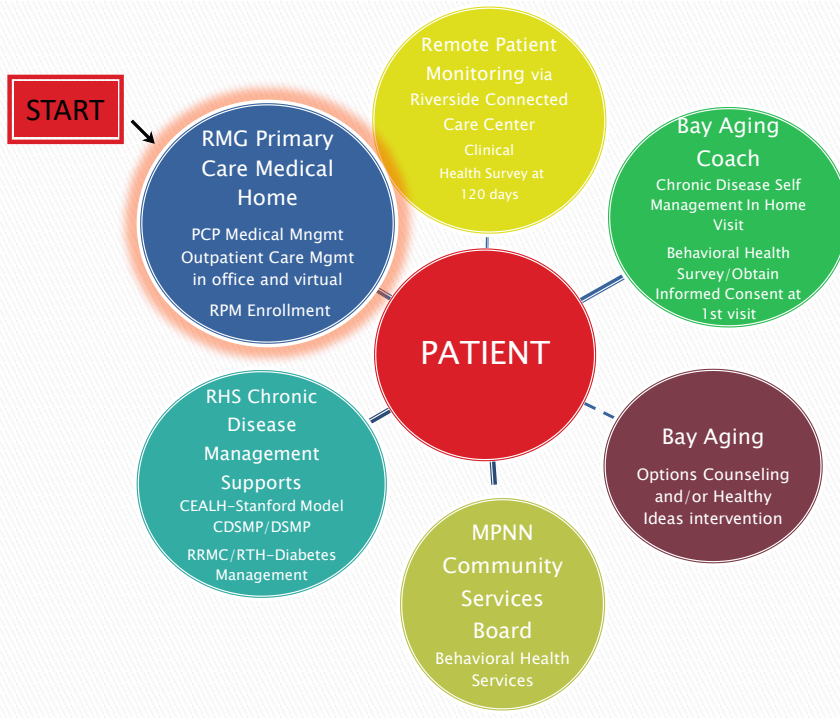 START
RMG Primary
Care Medical
Home
PCP Medical Mngmt
Outpatient Care Mgmt
in office and virtual
RPM Enrollment
Remote Patient
Monitoring via
Riverside Connected
Care Center
Clinical
Health Survey at
120 days
Bay Aging
Coach
Chronic Disease Self
Management In Home
Visit
Behavioral Health
Survey/Obtain
Informed Consent at
1st visit
PATIENT
RHS Chronic
Disease
Management
Supports
CEALH-Stanford Model
CDSMP/DSMP
RRMC/RTH-Diabetes
Management
Bay Aging
Options Counseling
and/or Healthy
Ideas intervention
MPNN
Community
Services
Board
Behavioral Health
Services